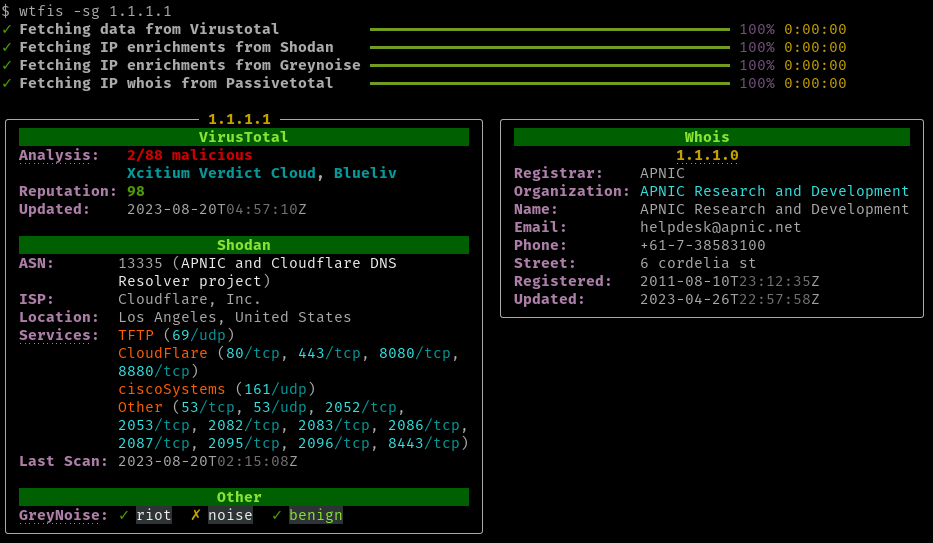 $ wtfis -sg 1.1.1.1
✓ Fetching data from Virustotal 100% 0:00:00
✓ Fetching IP enrichments from Shodan 100% 0:00:00
✓ Fetching IP enrichments from Greynoise 100% 0:00:00
✓ Fetching IP whois from Passivetotal 100% 0:00:00
1.1.1.1
VirusTotal
Analysis: 2/88 malicious
Xcitium Verdict Cloud, Blueliv
Reputation: 98
Updated: 2023-08-20T04:57:10Z
Shodan
ASN: 13335 (APNIC and Cloudflare DNS
Resolver project)
ISP: Cloudflare, Inc.
Location: Los Angeles, United States
Services: TFTP (69/udp)
CloudFlare (80/tcp, 443/tcp, 8080/tcp,
8880/tcp)
ciscoSystems (161/udp)
Other (53/tcp, 53/udp, 2052/tcp,
2053/tcp, 2082/tcp, 2083/tcp, 2086/tcp,
2087/tcp, 2095/tcp, 2096/tcp, 8443/tcp)
Last Scan: 2023-08-20T02:15:08Z
Other
GreyNoise: ✓ riot ✗ noise ✓ benign
Whois
1.1.1.0
Registrar: APNIC
Organization: APNIC Research and Development
Name: APNIC Research and Development
Email: helpdesk@apnic.net
Phone: +61-7-38583100
Street: 6 cordelia st
Registered: 2011-08-10T23:12:35Z
Updated: 2023-04-26T22:57:58Z